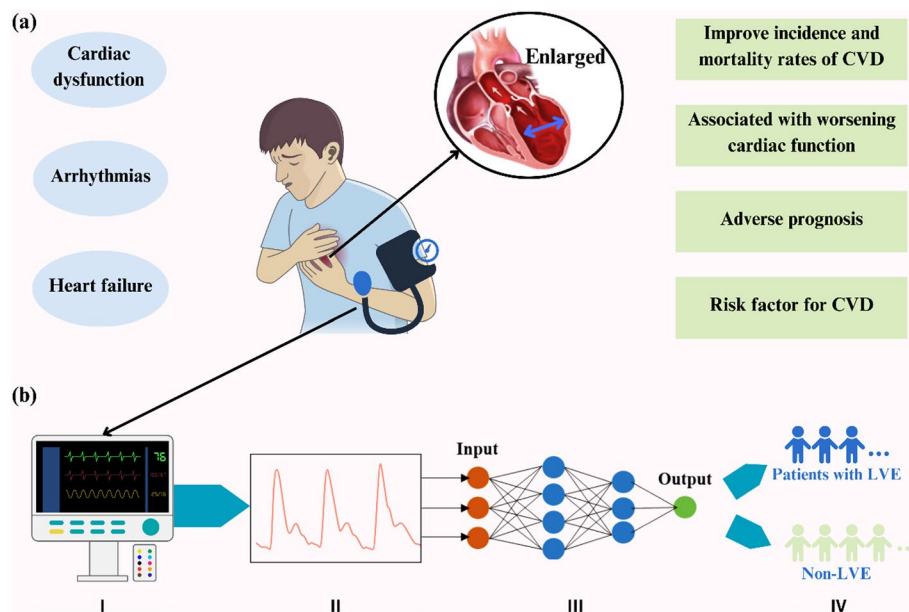 (a)
Cardiac
dysfunction
Arrhythmias
Heart failure
Enlarged
Improve incidence and
mortality rates of CVD
Associated with worsening
cardiac function
Adverse prognosis
Risk factor for CVD
(b)
76
Input
Output
Patients with LVE
Non-LVE
I
II
III
IV